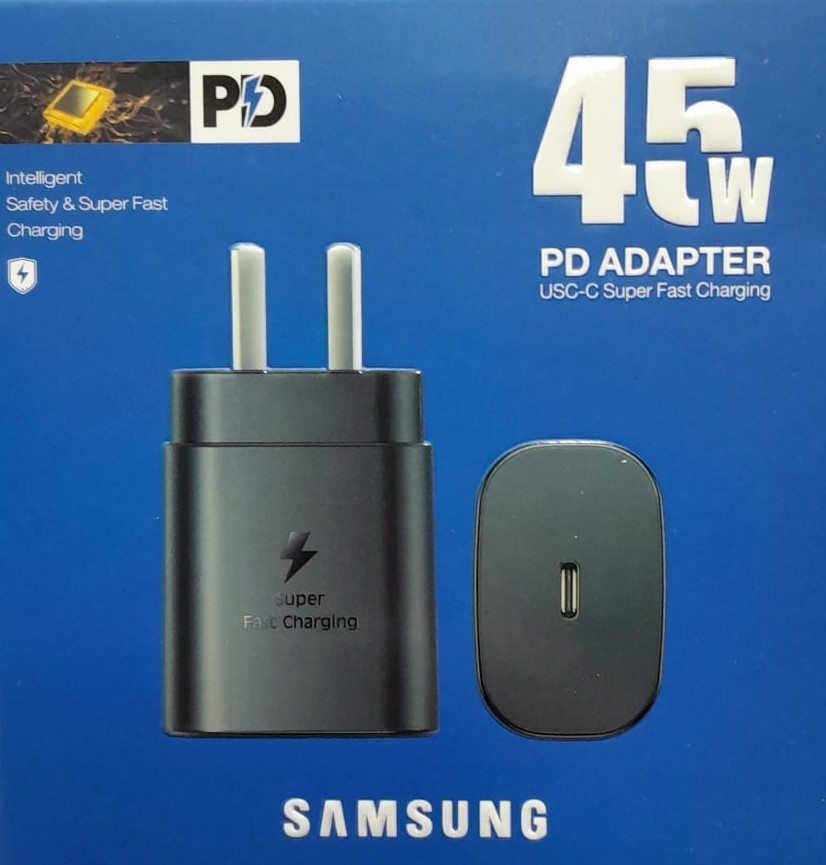 PD
Intelligent
Safety & Super Fast
Charging
45W
PD ADAPTER
USC-C Super Fast Charging
Super
Fast Charging
SAMSUNG